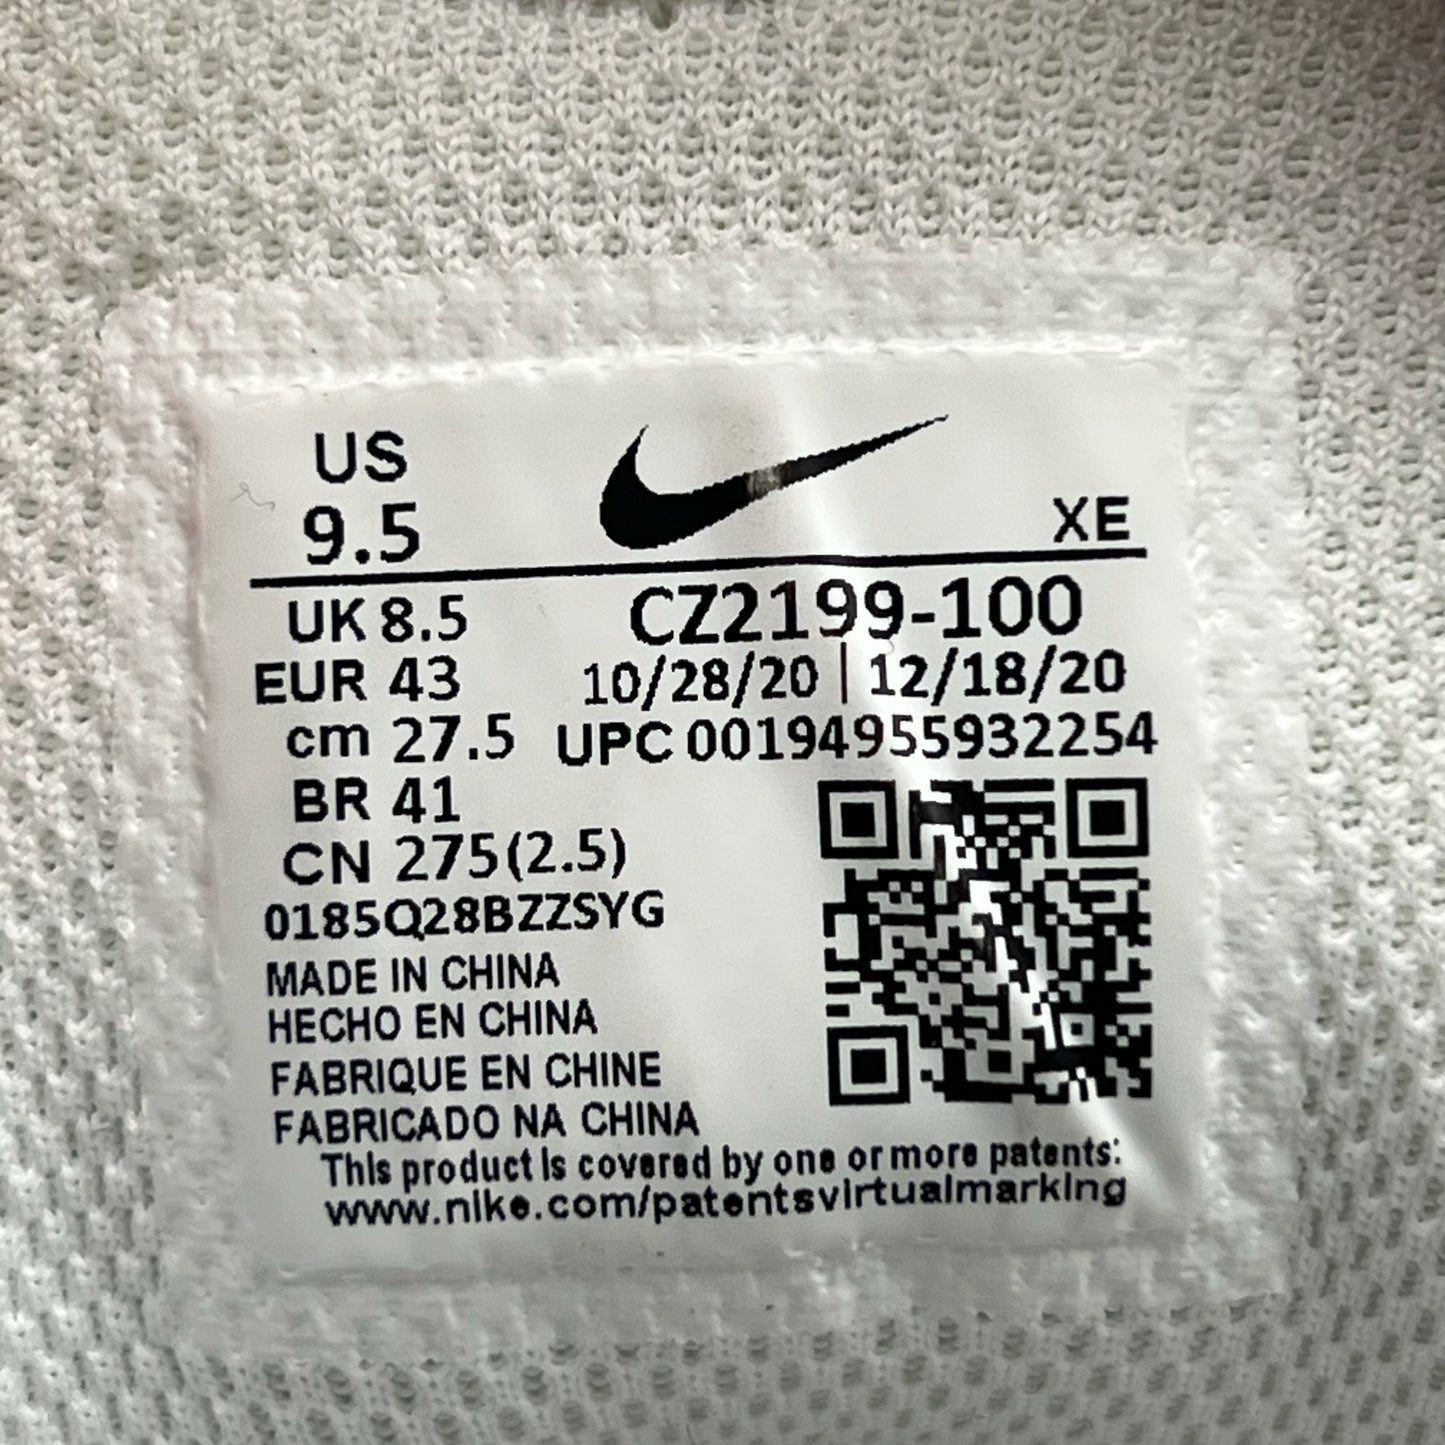 US
9.5
XE
UK 8.5
CZ2199-100
EUR 43
10/28/20 | 12/18/20
cm 27.5
UPC 00194955932254
BR 41
CN 275(2.5)
0185Q28BZZSYG
MADE IN CHINA
HECHO EN CHINA
FABRIQUE EN CHINE
FABRICADO NA CHINA
This product is covered by one or more patents:
www.nike.com/patentsvirtualmarking